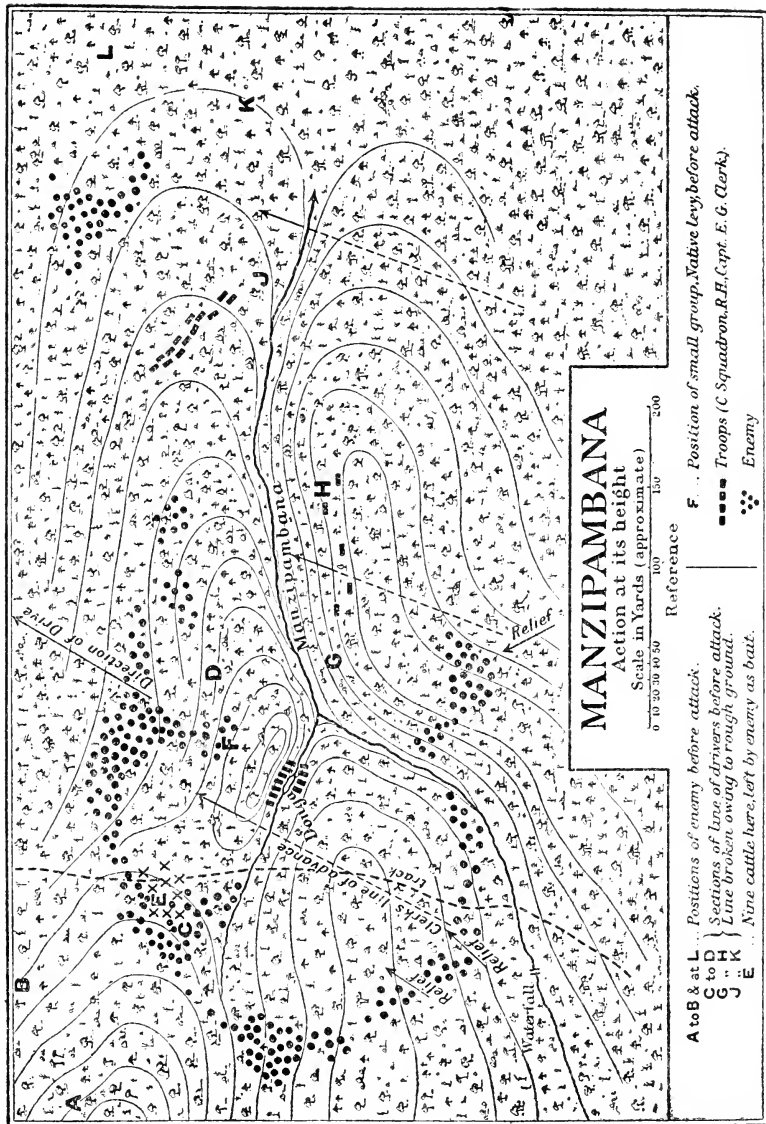 A
B
C
E
Direction of Drive
D
F
J
K
L
Donga
Manzipambana
G
H
Clerks line of advance
track
Relief
Relief
Relief
Waterfall
MANZIPAMBANA
Action at its height
Scale in Yards (approximate)
0 10 20 30 40 50 100 150 200
Reference
A to B & at L .. Positions of enemy before attack.
C to D } Sections of line of drivers before attack.
G " H } Line broken owing to rough ground.
J " K
E ... Nine cattle here, left by enemy as bait.
F ... Position of small group, Native levy, before attack.
Troops (C Squadron, R.H., Capt. E. G. Clerk).
Enemy